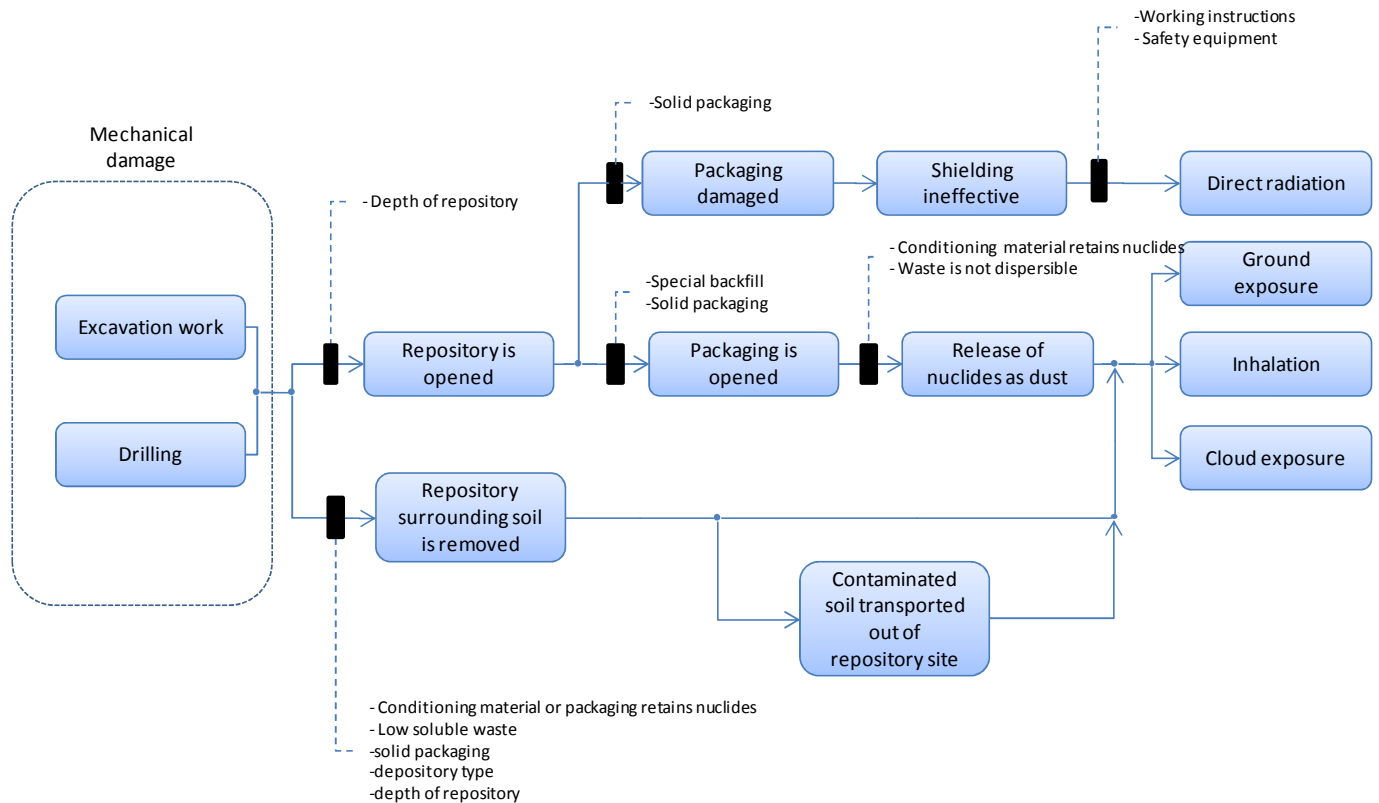 -Working instructions
- Safety equipment
-Solid packaging
Mechanical
damage
Packaging
damaged
Shielding
ineffective
Direct radiation
- Depth of repository
- Conditioning material retains nuclides
- Waste is not dispersible
Ground
exposure
-Special backfill
-Solid packaging
Excavation work
Repository is
opened
Packaging is
opened
Release of
nuclides as dust
Inhalation
Drilling
Cloud exposure
Repository
surrounding soil
is removed
Contaminated
soil transported
out of
repository site
- Conditioning material or packaging retains nuclides
- Low soluble waste
-solid packaging
-depository type
-depth of repository